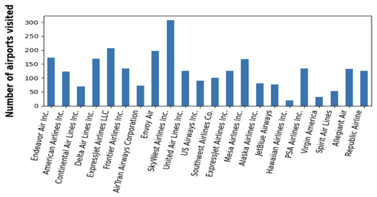 Number of airports visited
300
250
200
150
100
50
0
Endeavor Air Inc.
American Airlines Inc.
Continental Air Lines Inc.
Delta Air Lines Inc.
ExpressJet Airlines LLC
Frontier Airlines Inc.
AirTran Airways Corporation
Envoy Air
SkyWest Airlines Inc.
United Air Lines Inc.
US Airways Inc.
Southwest Airlines Co.
ExpressJet Airlines Inc.
Mesa Airlines Inc.
Alaska Airlines Inc.
JetBlue Airways
Hawaiian Airlines Inc.
PSA Airlines Inc.
Virgin America
Spirit Air Lines
Allegiant Air
Republic Airline